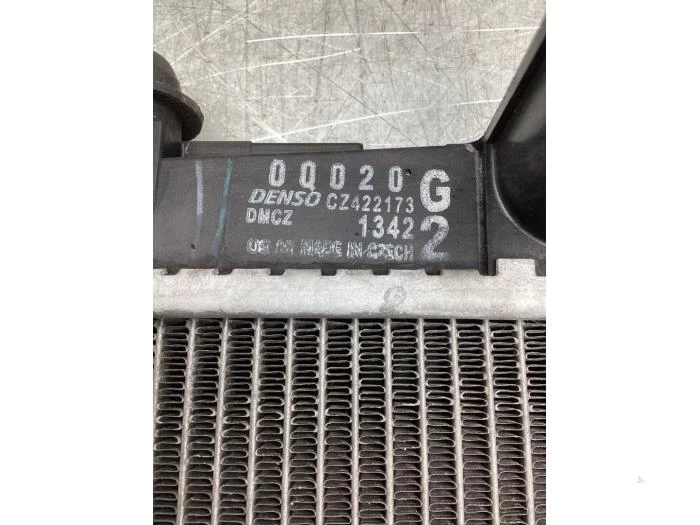 00020 G
DENSO CZ422173
DMCZ 1342 2
MADE IN CZECH